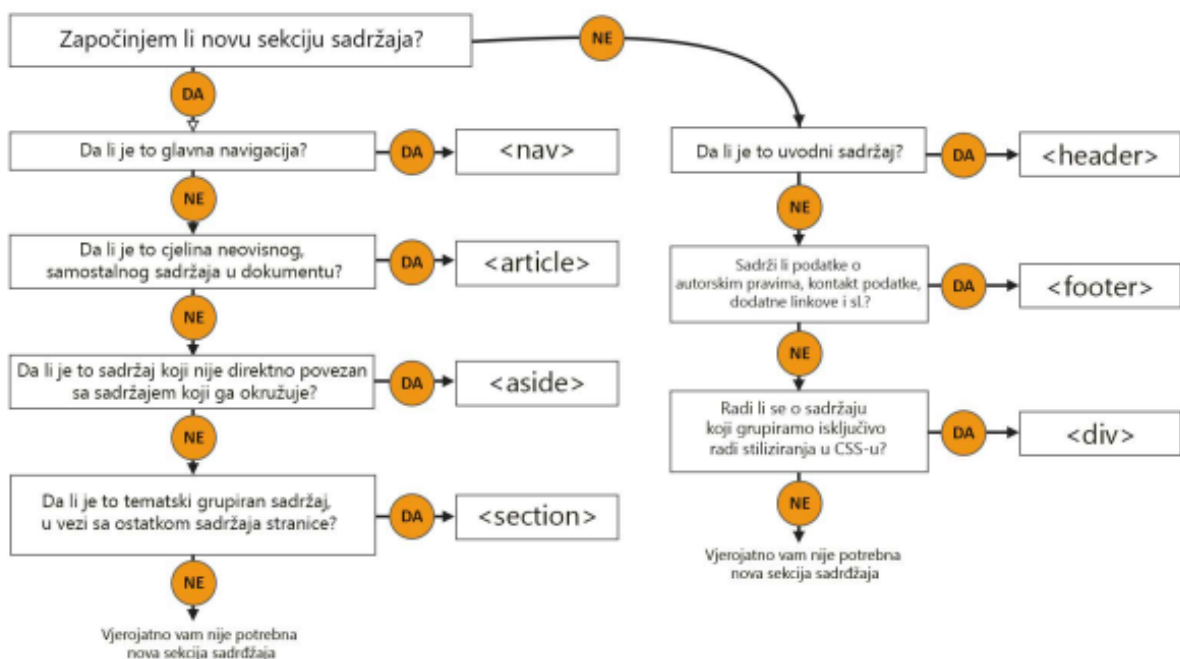 Započinjem li novu sekciju sadržaja?
NE
DA
Da li je to glavna navigacija?
DA
<nav>
NE
Da li je to cjelina neovisnog,
samostalnog sadržaja u dokumentu?
DA
<article>
NE
Da li je to sadržaj koji nije direktno povezan
sa sadržajem koji ga okružuje?
DA
<aside>
NE
Da li je to tematski grupiran sadržaj,
u vezi sa ostatkom sadržaja stranice?
DA
<section>
NE
Vjerojatno vam nije potrebna
nova sekcija sadrđžaja
Da li je to uvodni sadržaj?
DA
<header>
NE
Sadrži li podatke o
autorskim pravima, kontakt podatke,
dodatne linkove i sl.?
DA
<footer>
NE
Radi li se o sadržaju
koji grupiramo isključivo
radi stiliziranja u CSS-u?
DA
<div>
NE
Vjerojatno vam nije potrebna
nova sekcija sadrđžaja